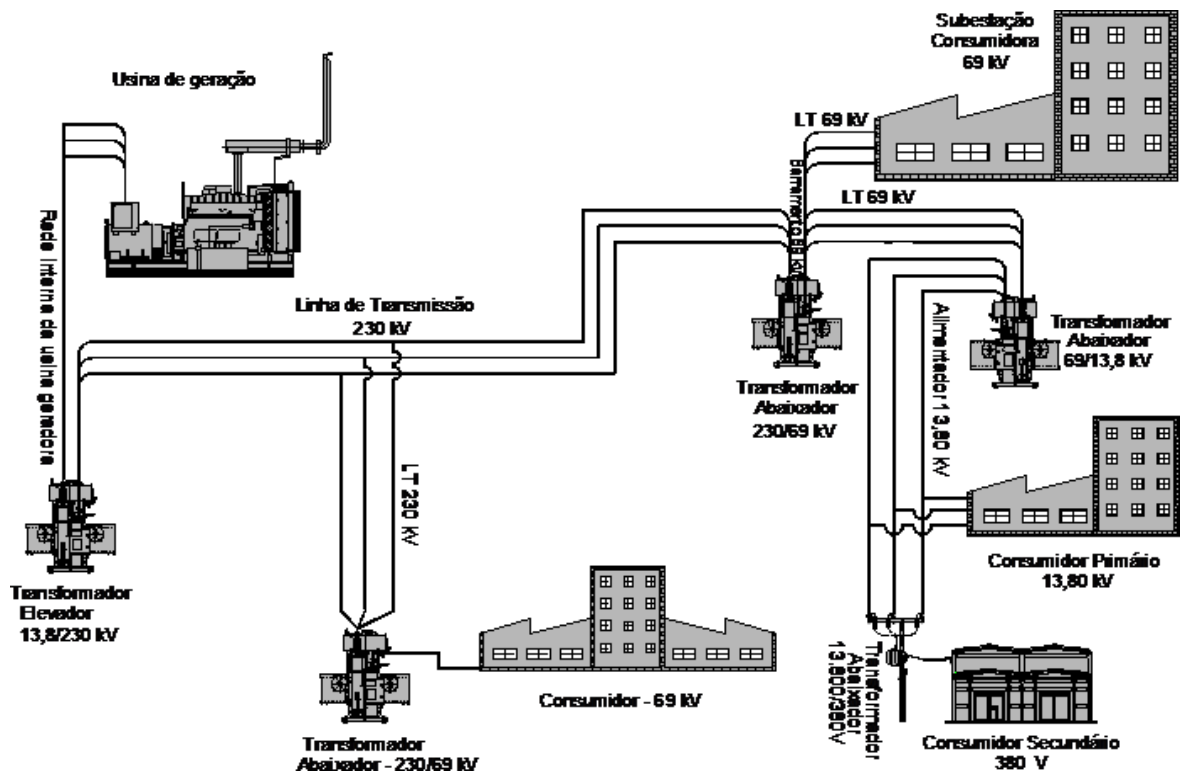 Usina de geração
Subestação
Consumidora
69 kV
LT 69 kV
Barramento 69 kV
LT 69 kV
Rede interna da usina geradora
Linha de Transmissão
230 kV
Transformador
Abaixador
69/13,8 kV
Transformador
Abaixador
230/69 kV
Alimentador 13,80 kV
LT 230 kV
Consumidor Primário
13,80 kV
Transformador
Elevador
13,8/230 kV
Consumidor - 69 kV
Transformador
Abaixador
13.800/380V
Transformador
Abaixador - 230/69 kV
Consumidor Secundário
380 V